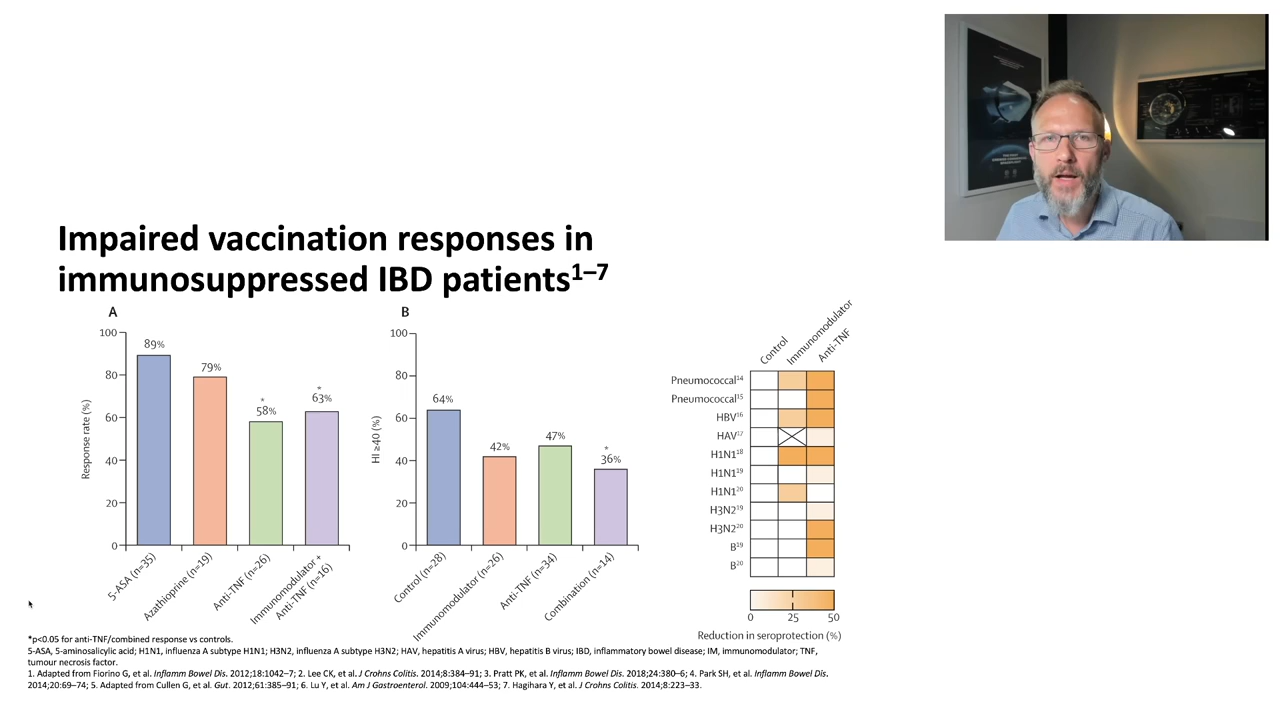 Impaired vaccination responses in
immunosuppressed IBD patients1–7
A
100
80
60
40
20
0
Response rate (%)
89%
79%
*
58%
*
63%
5-ASA (n=35)
Azathioprine (n=19)
Anti-TNF (n=26)
Immunomodulator +
Anti-TNF (n=16)
B
100
80
60
40
20
0
HI ≥40 (%)
64%
42%
47%
*
36%
Control (n=28)
Immunomodulator (n=26)
Anti-TNF (n=34)
Combination (n=14)
Control
Immunomodulator
Anti-TNF
Pneumococcal14
Pneumococcal15
HBV16
HAV17
H1N118
H1N119
H1N120
H3N219
H3N220
B19
B20
0 25 50
Reduction in seroprotection (%)
*p<0.05 for anti-TNF/combined response vs controls.
5-ASA, 5-aminosalicylic acid; H1N1, influenza A subtype H1N1; H3N2, influenza A subtype H3N2; HAV, hepatitis A virus; HBV, hepatitis B virus; IBD, inflammatory bowel disease; IM, immunomodulator; TNF,
tumour necrosis factor.
1. Adapted from Fiorino G, et al. Inflamm Bowel Dis. 2012;18:1042–7; 2. Lee CK, et al. J Crohns Colitis. 2014;8:384–91; 3. Pratt PK, et al. Inflamm Bowel Dis. 2018;24:380–6; 4. Park SH, et al. Inflamm Bowel Dis.
2014;20:69–74; 5. Adapted from Cullen G, et al. Gut. 2012;61:385–91; 6. Lu Y, et al. Am J Gastroenterol. 2009;104:444–53; 7. Hagihara Y, et al. J Crohns Colitis. 2014;8:223–33.